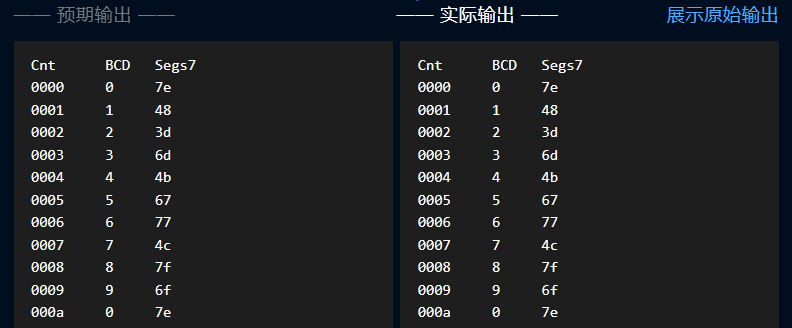 —— 预期输出 —— —— 实际输出 —— 展示原始输出
Cnt BCD Segs7 Cnt BCD Segs7
0000 0 7e 0000 0 7e
0001 1 48 0001 1 48
0002 2 3d 0002 2 3d
0003 3 6d 0003 3 6d
0004 4 4b 0004 4 4b
0005 5 67 0005 5 67
0006 6 77 0006 6 77
0007 7 4c 0007 7 4c
0008 8 7f 0008 8 7f
0009 9 6f 0009 9 6f
000a 0 7e 000a 0 7e